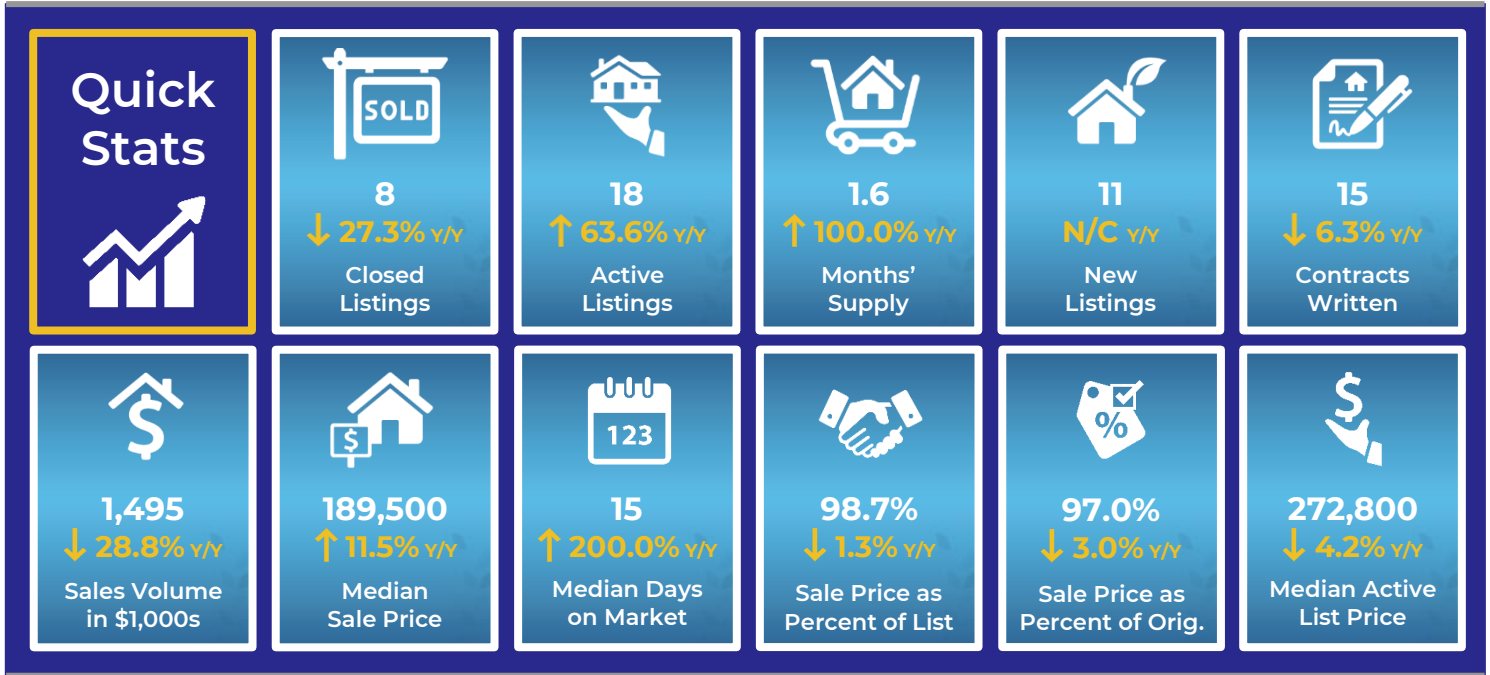 Quick
Stats
SOLD
8
↓ 27.3% Y/Y
Closed
Listings
18
↑ 63.6% Y/Y
Active
Listings
1.6
↑ 100.0% Y/Y
Months’
Supply
11
N/C Y/Y
New
Listings
15
↓ 6.3% Y/Y
Contracts
Written
$
1,495
↓ 28.8% Y/Y
Sales Volume
in $1,000s
$
189,500
↑ 11.5% Y/Y
Median
Sale Price
123
15
↑ 200.0% Y/Y
Median Days
on Market
98.7%
↓ 1.3% Y/Y
Sale Price as
Percent of List
%
97.0%
↓ 3.0% Y/Y
Sale Price as
Percent of Orig.
$
272,800
↓ 4.2% Y/Y
Median Active
List Price